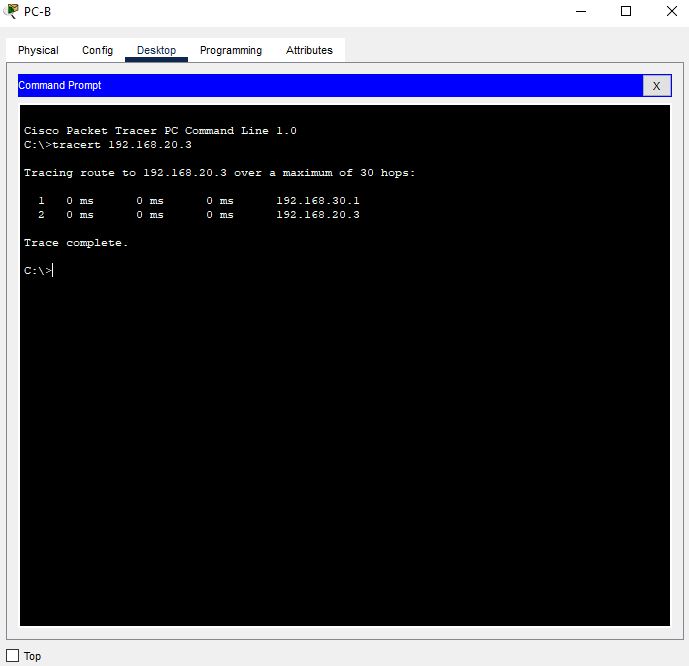 PC-B
Physical Config Desktop Programming Attributes
Command Prompt X
Cisco Packet Tracer PC Command Line 1.0
C:\>tracert 192.168.20.3
Tracing route to 192.168.20.3 over a maximum of 30 hops:
1 0 ms 0 ms 0 ms 192.168.30.1
2 0 ms 0 ms 0 ms 192.168.20.3
Trace complete.
C:\>
Top